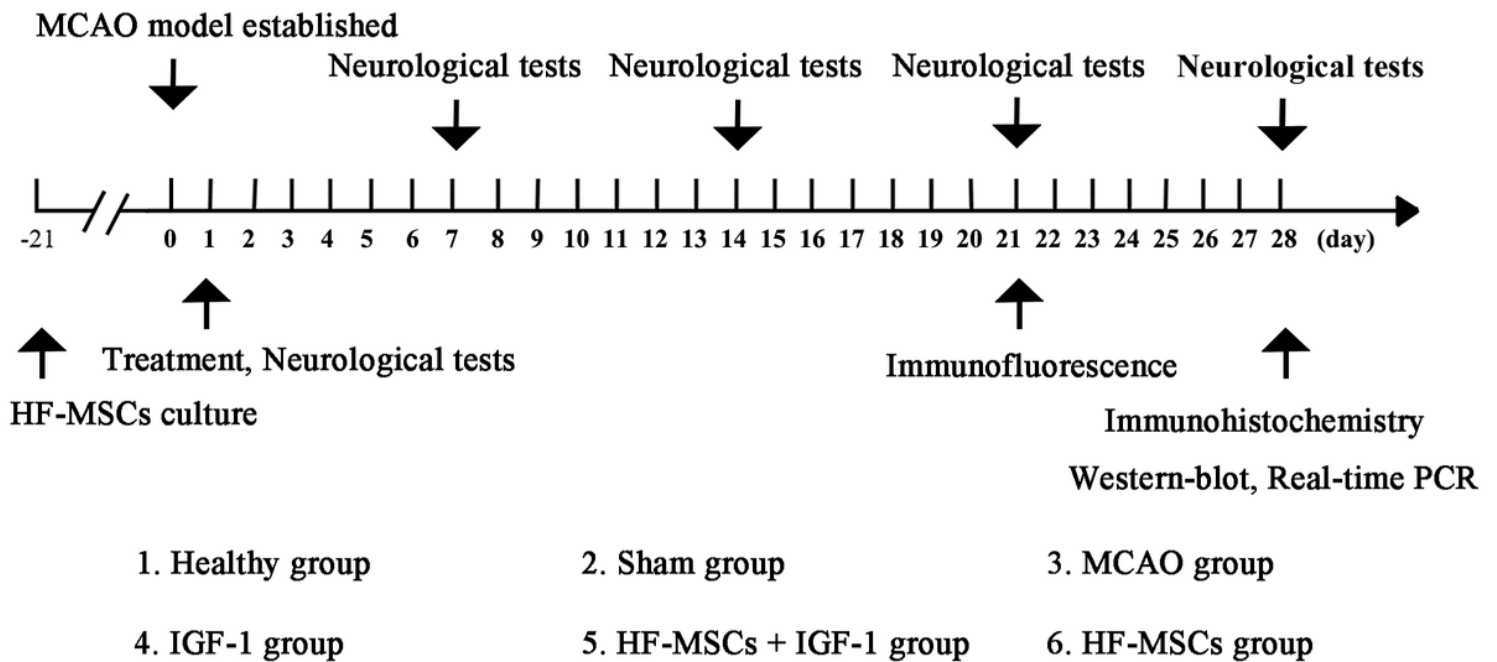 MCAO model established
Neurological tests Neurological tests Neurological tests Neurological tests
-21 0 1 2 3 4 5 6 7 8 9 10 11 12 13 14 15 16 17 18 19 20 21 22 23 24 25 26 27 28 (day)
Treatment, Neurological tests
Immunofluorescence
HF-MSCs culture
Immunohistochemistry
Western-blot, Real-time PCR
1. Healthy group 2. Sham group 3. MCAO group
4. IGF-1 group 5. HF-MSCs + IGF-1 group 6. HF-MSCs group